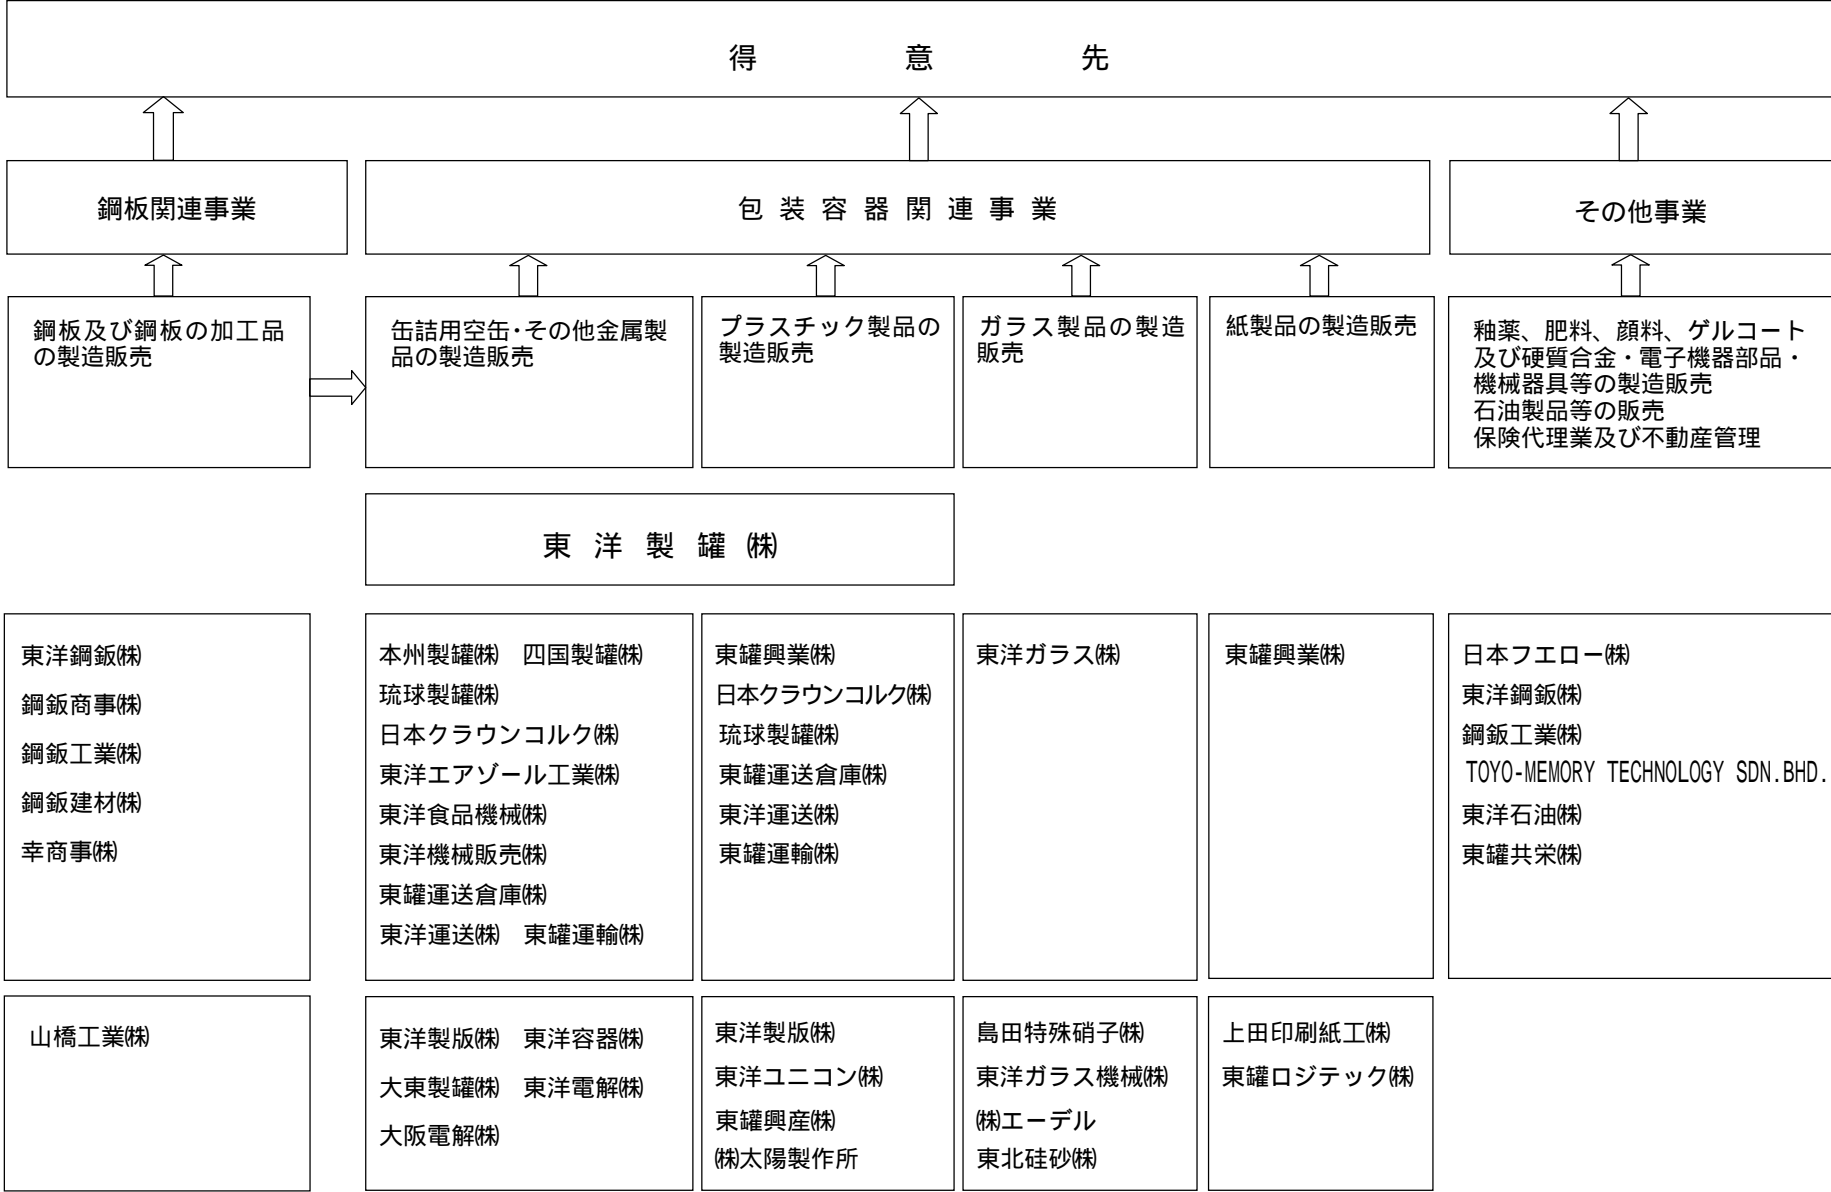 得意先
鋼板関連事業
包装容器関連事業
その他事業
鋼板及び鋼板の加工品
の製造販売
缶詰用空缶・その他金属製
品の製造販売
プラスチック製品の
製造販売
ガラス製品の製造
販売
紙製品の製造販売
釉薬、肥料、顔料、ゲルコート
及び硬質合金・電子機器部品・
機械器具等の製造販売
石油製品等の販売
保険代理業及び不動産管理
東洋製罐㈱
東洋鋼鈑㈱
鋼鈑商事㈱
鋼鈑工業㈱
鋼鈑建材㈱
幸商事㈱
本州製罐㈱　四国製罐㈱
琉球製罐㈱
日本クラウンコルク㈱
東洋エアゾール工業㈱
東洋食品機械㈱
東洋機械販売㈱
東罐運送倉庫㈱
東洋運送㈱　東罐運輸㈱
東罐興業㈱
日本クラウンコルク㈱
琉球製罐㈱
東罐運送倉庫㈱
東洋運送㈱
東罐運輸㈱
東洋ガラス㈱
東罐興業㈱
日本フエロー㈱
東洋鋼鈑㈱
鋼鈑工業㈱
TOYO-MEMORY TECHNOLOGY SDN.BHD.
東洋石油㈱
東罐共栄㈱
山橋工業㈱
東洋製版㈱　東洋容器㈱
大東製罐㈱　東洋電解㈱
大阪電解㈱
東洋製版㈱
東洋ユニコン㈱
東罐興産㈱
㈱太陽製作所
島田特殊硝子㈱
東洋ガラス機械㈱
㈱エーデル
東北硅砂㈱
上田印刷紙工㈱
東罐ロジテック㈱